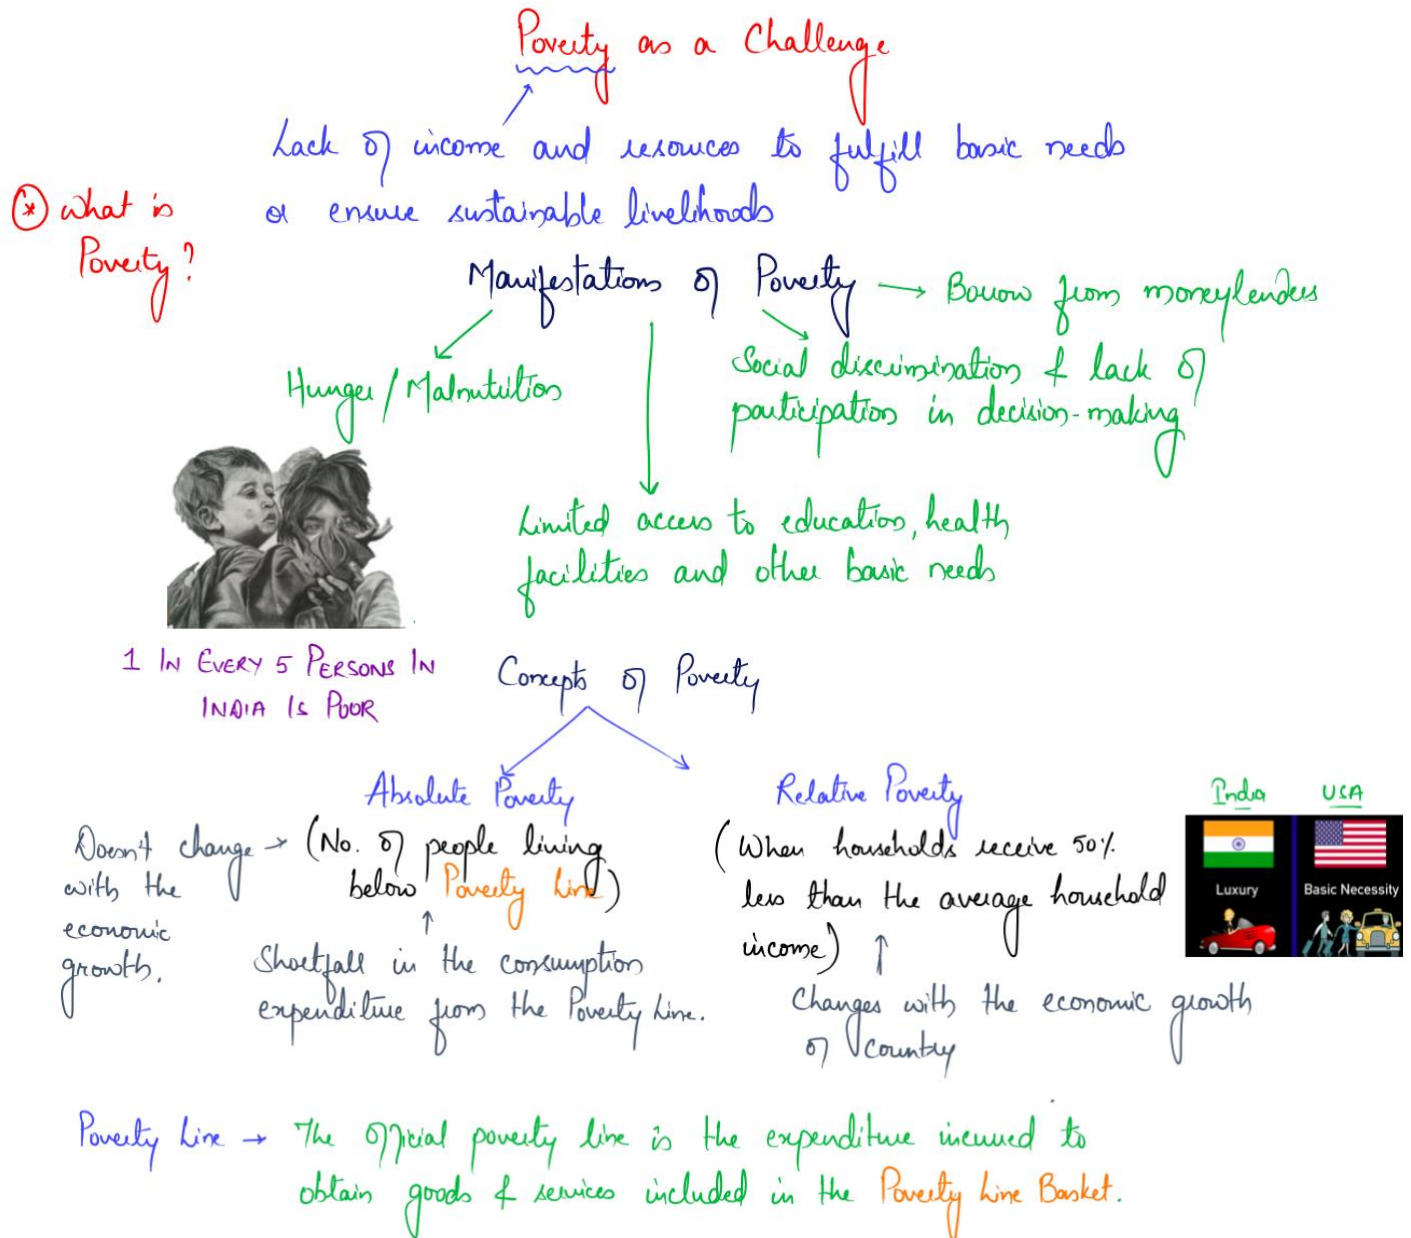 Poverty as a Challenge
Lack of income and resources to fulfill basic needs
or ensure sustainable livelihoods
* What is
Poverty?
Manifestations of Poverty → Borrow from moneylenders
Hunger / Malnutrition
Social discrimination & lack of
participation in decision-making
Limited access to education, health
facilities and other basic needs
1 IN EVERY 5 PERSONS IN
INDIA IS POOR
Concepts of Poverty
Absolute Poverty
(No. of people living
below Poverty Line)
Doesn't change →
with the
economic
growth.
Shortfall in the consumption
expenditure from the Poverty Line.
Relative Poverty
(When households receive 50%
less than the average household
income)
Changes with the economic growth
of country
India
USA
Luxury
Basic Necessity
Poverty Line → The official poverty line is the expenditure incurred to
obtain goods & services included in the Poverty Line Basket.